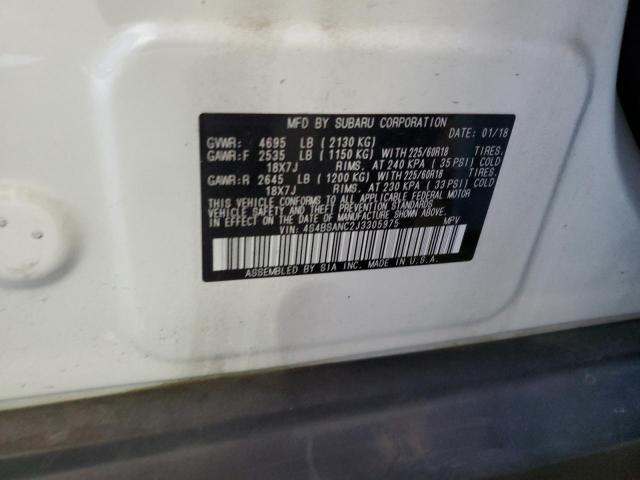 MFD BY SUBARU CORPORATION
GVWR: 4695 LB ( 2130 KG) DATE: 01/18
GAWR:F 2535 LB ( 1150 KG) WITH 225/60R18 TIRES.
18X7J RIMS. AT 240 KPA ( 35 PSI) COLD
GAWR:R 2645 LB ( 1200 KG) WITH 225/60R18 TIRES.
18X7J RIMS. AT 230 KPA ( 33 PSI) COLD
THIS VEHICLE CONFORMS TO ALL APPLICABLE FEDERAL MOTOR
VEHICLE SAFETY AND THEFT PREVENTION STANDARDS IN EFFECT
ON THE DATE OF MANUFACTURE SHOWN ABOVE.
VIN: 4S4BSANC2J3305975 MPV
ASSEMBLED BY SIA INC. MADE IN U.S.A.